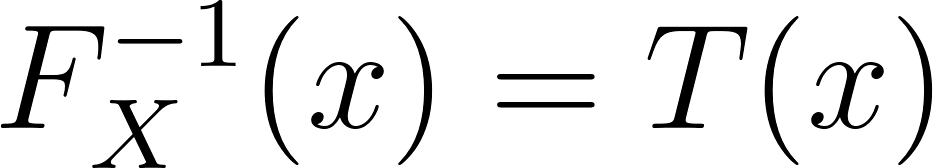 F_X^{-1}(x) = T(x)